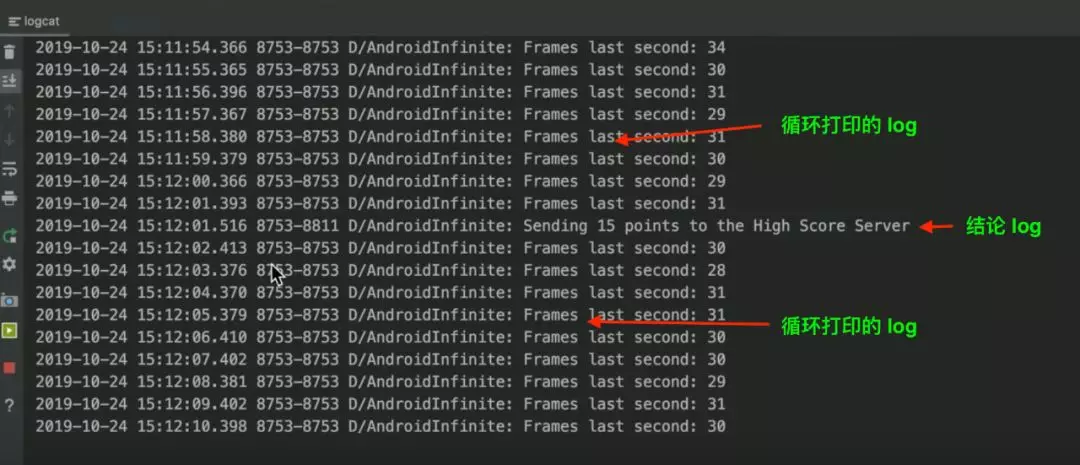 logcat
2019-10-24 15:11:54.366 8753-8753 D/AndroidInfinite: Frames last second: 34
2019-10-24 15:11:55.365 8753-8753 D/AndroidInfinite: Frames last second: 30
2019-10-24 15:11:56.396 8753-8753 D/AndroidInfinite: Frames last second: 31
2019-10-24 15:11:57.367 8753-8753 D/AndroidInfinite: Frames last second: 29
循环打印的 log
2019-10-24 15:11:58.380 8753-8753 D/AndroidInfinite: Frames last second: 31
2019-10-24 15:11:59.379 8753-8753 D/AndroidInfinite: Frames last second: 30
2019-10-24 15:12:00.366 8753-8753 D/AndroidInfinite: Frames last second: 29
2019-10-24 15:12:01.393 8753-8753 D/AndroidInfinite: Frames last second: 31
2019-10-24 15:12:01.516 8753-8811 D/AndroidInfinite: Sending 15 points to the High Score Server
结论 log
2019-10-24 15:12:02.413 8753-8753 D/AndroidInfinite: Frames last second: 30
2019-10-24 15:12:03.376 8753-8753 D/AndroidInfinite: Frames last second: 28
2019-10-24 15:12:04.370 8753-8753 D/AndroidInfinite: Frames last second: 31
2019-10-24 15:12:05.379 8753-8753 D/AndroidInfinite: Frames last second: 31
循环打印的 log
2019-10-24 15:12:06.410 8753-8753 D/AndroidInfinite: Frames last second: 30
2019-10-24 15:12:07.402 8753-8753 D/AndroidInfinite: Frames last second: 30
2019-10-24 15:12:08.381 8753-8753 D/AndroidInfinite: Frames last second: 29
2019-10-24 15:12:09.402 8753-8753 D/AndroidInfinite: Frames last second: 31
2019-10-24 15:12:10.398 8753-8753 D/AndroidInfinite: Frames last second: 30